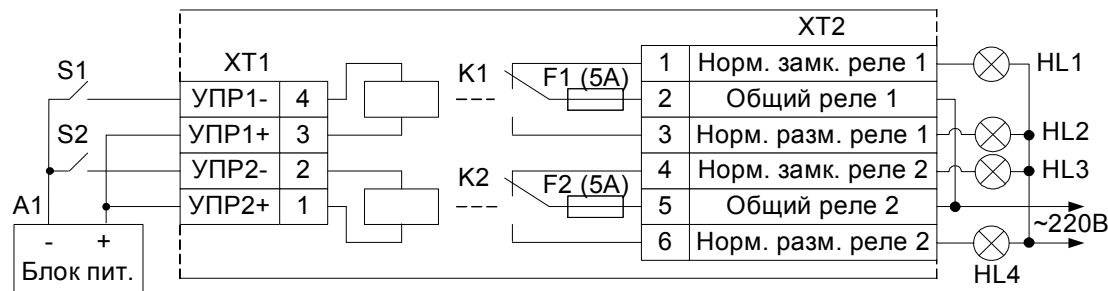 XT2
S1
XT1
K1
F1 (5A)
1 Норм. замк. реле 1
HL1
УПР1- 4
2 Общий реле 1
S2
УПР1+ 3
3 Норм. разм. реле 1
HL2
УПР2- 2
K2
F2 (5A)
4 Норм. замк. реле 2
HL3
A1
УПР2+ 1
5 Общий реле 2
~220В
- +
6 Норм. разм. реле 2
Блок пит.
HL4